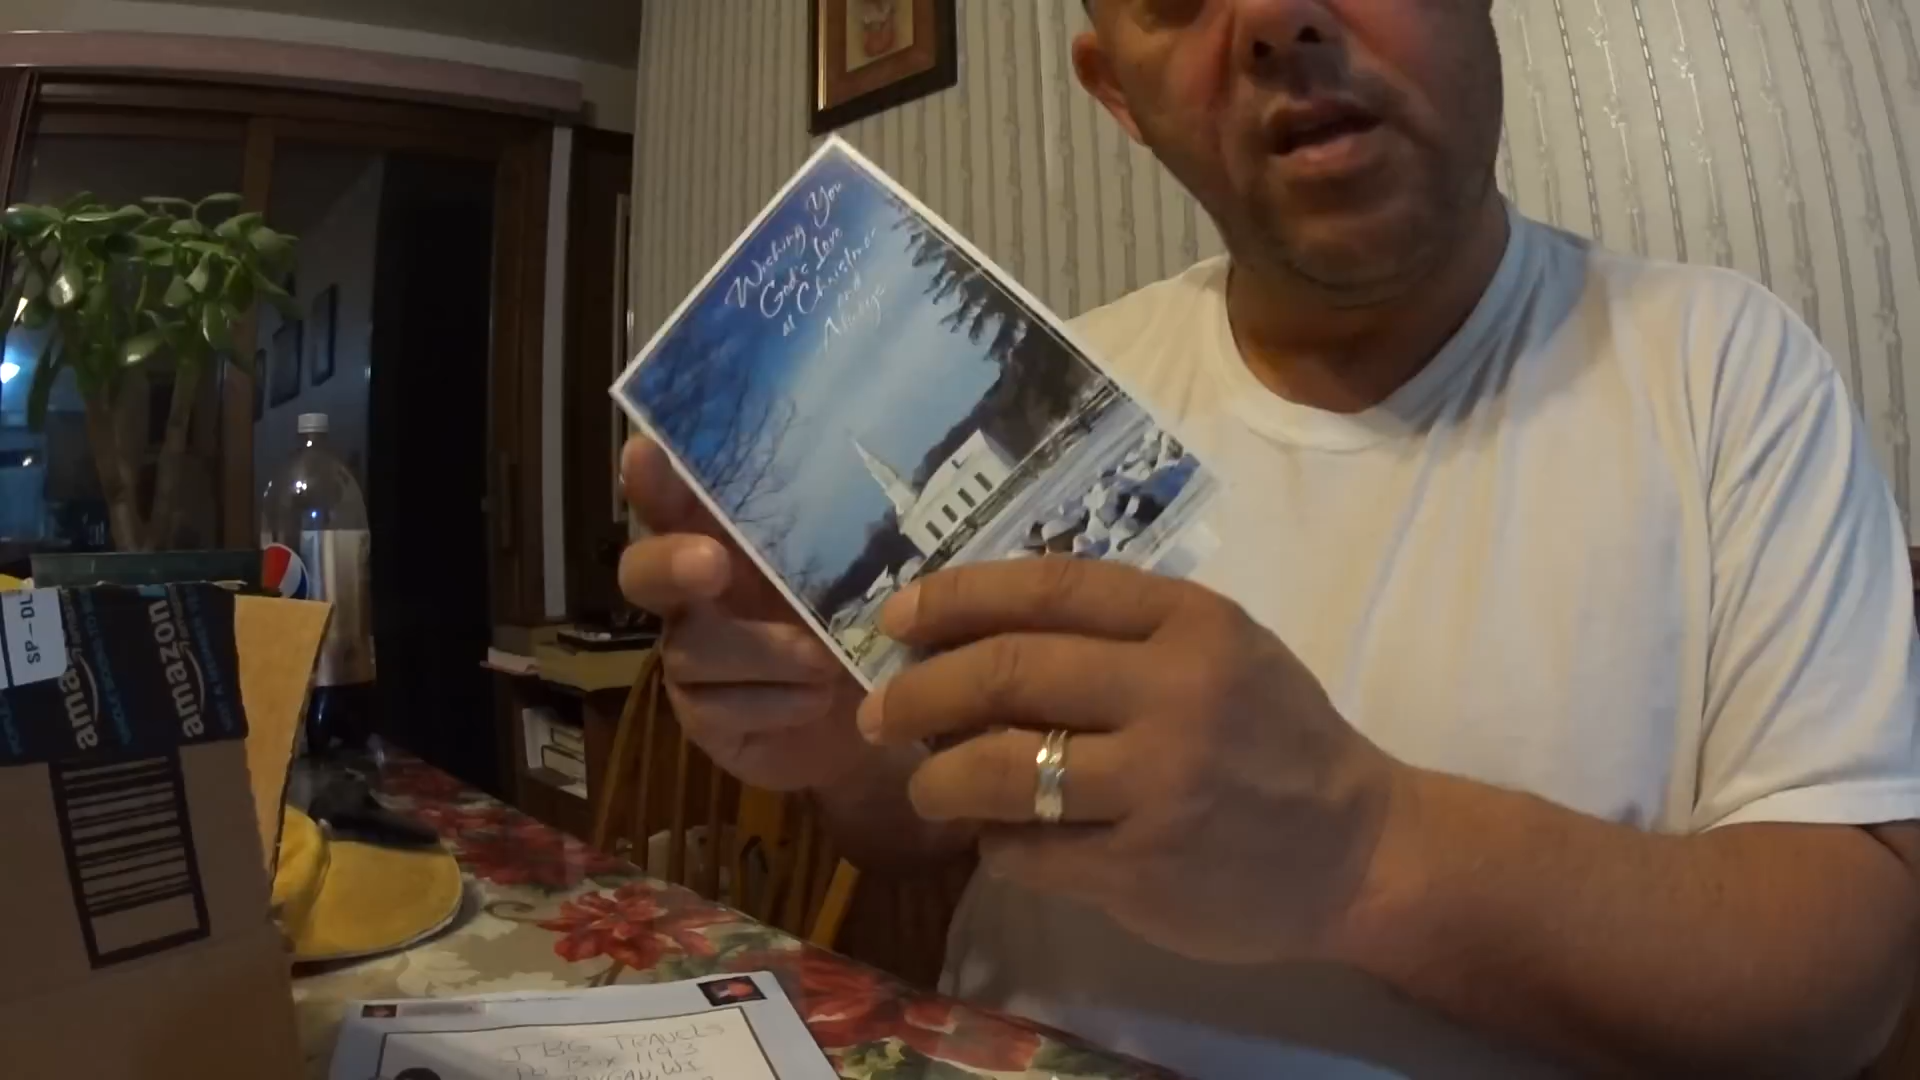 Wishing You
God's Love
at Christmas
and
Always
SP-DL
amazon
amazon
JBG TRAVELS
PO BOX 1193